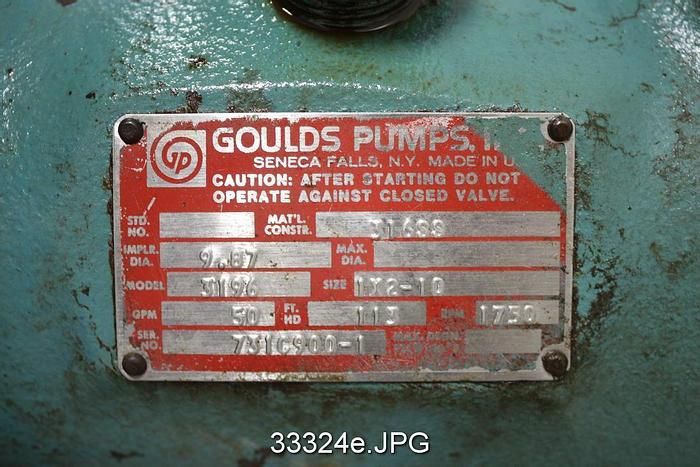 GP GOULDS PUMPS,
SENECA FALLS, N.Y. MADE IN U
CAUTION: AFTER STARTING DO NOT
OPERATE AGAINST CLOSED VALVE.
STD. NO. MAT'L. CONSTR. 316SS
IMPLR. DIA. 9.87 MAX. DIA.
MODEL 3196 SIZE 1X2-10
GPM 50 FT. HD 113 RPM 1750
SER. NO. 731C900-1
33324e.JPG